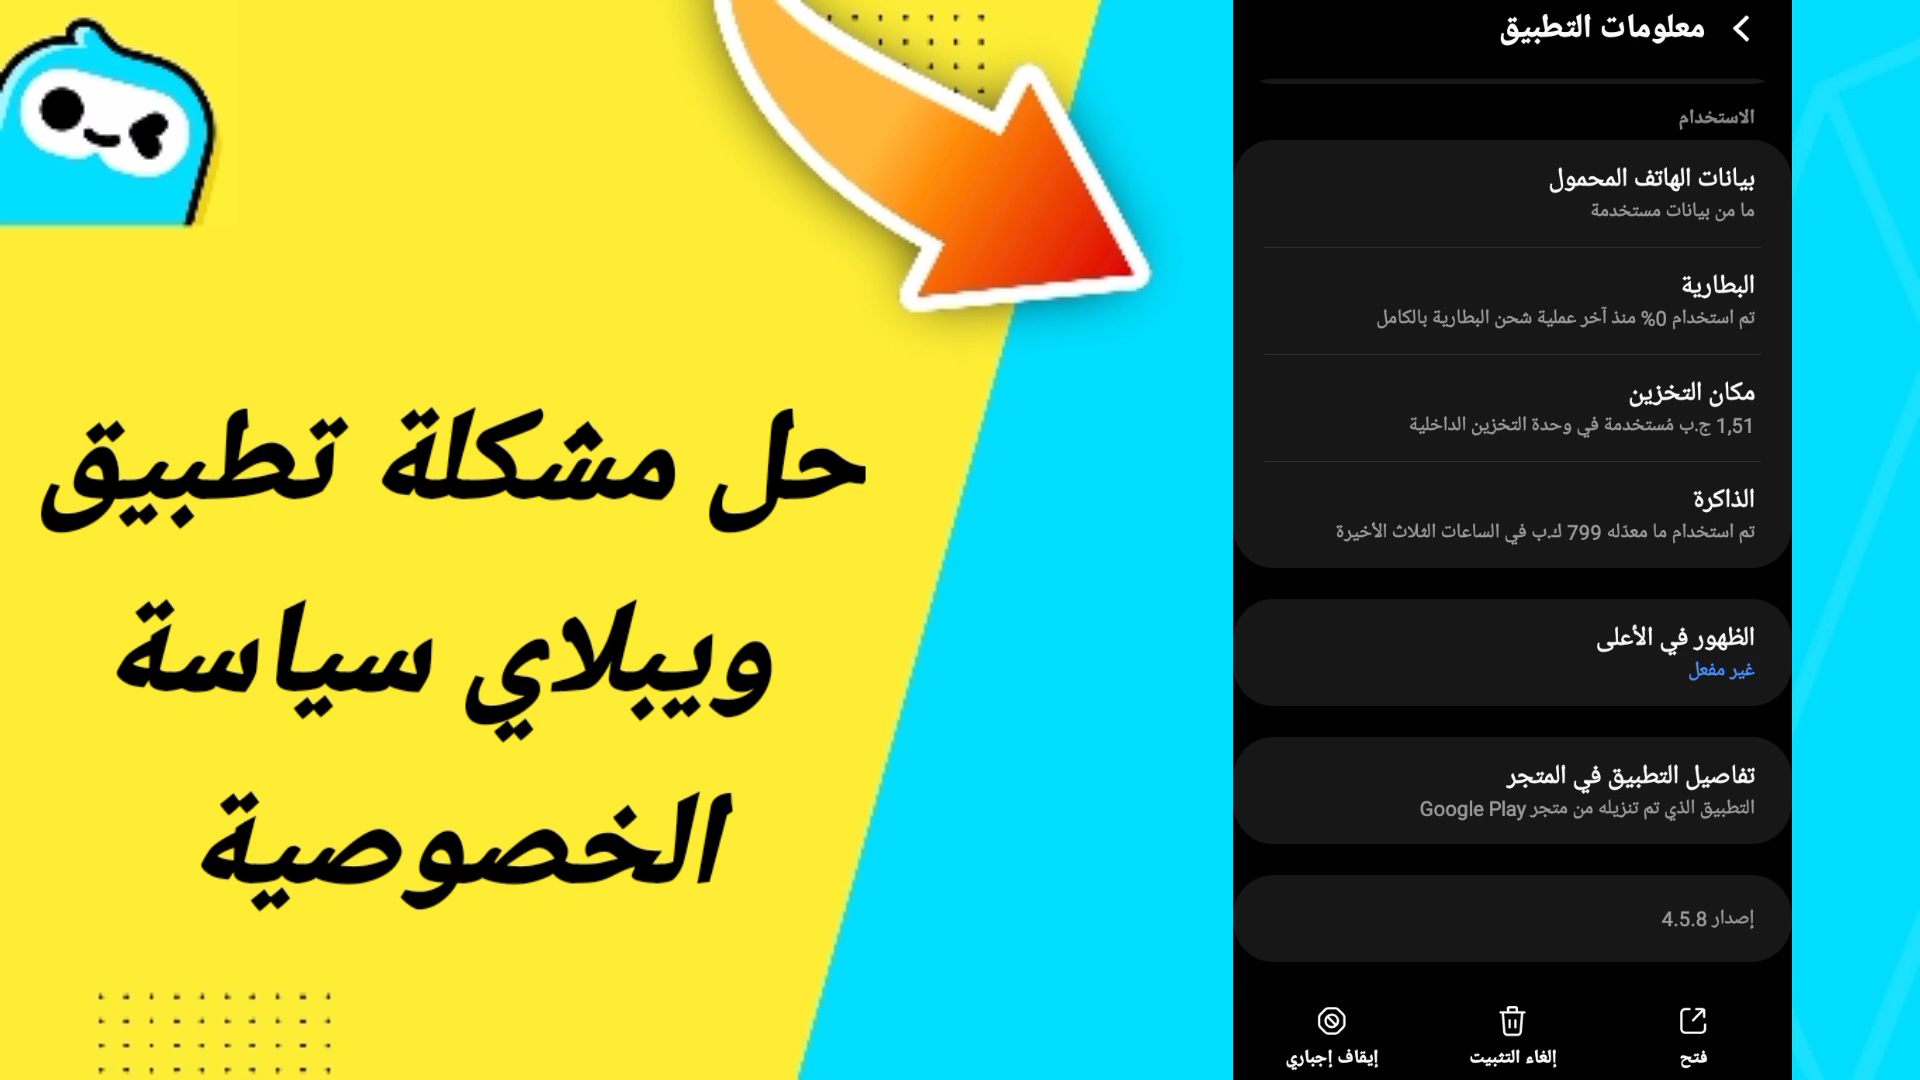 حل مشكلة تطبيق
ويبلاي سياسة
الخصوصية
معلومات التطبيق
الاستخدام
بيانات الهاتف المحمول
ما من بيانات مستخدمة
البطارية
تم استخدام 0% منذ آخر عملية شحن البطارية بالكامل
مكان التخزين
1,51 ج.ب مُستخدمة في وحدة التخزين الداخلية
الذاكرة
تم استخدام ما معدّله 799 ك.ب في الساعات الثلاث الأخيرة
الظهور في الأعلى
غير مفعل
تفاصيل التطبيق في المتجر
التطبيق الذي تم تنزيله من متجر Google Play
إصدار 4.5.8
فتح
إلغاء التثبيت
إيقاف إجباري